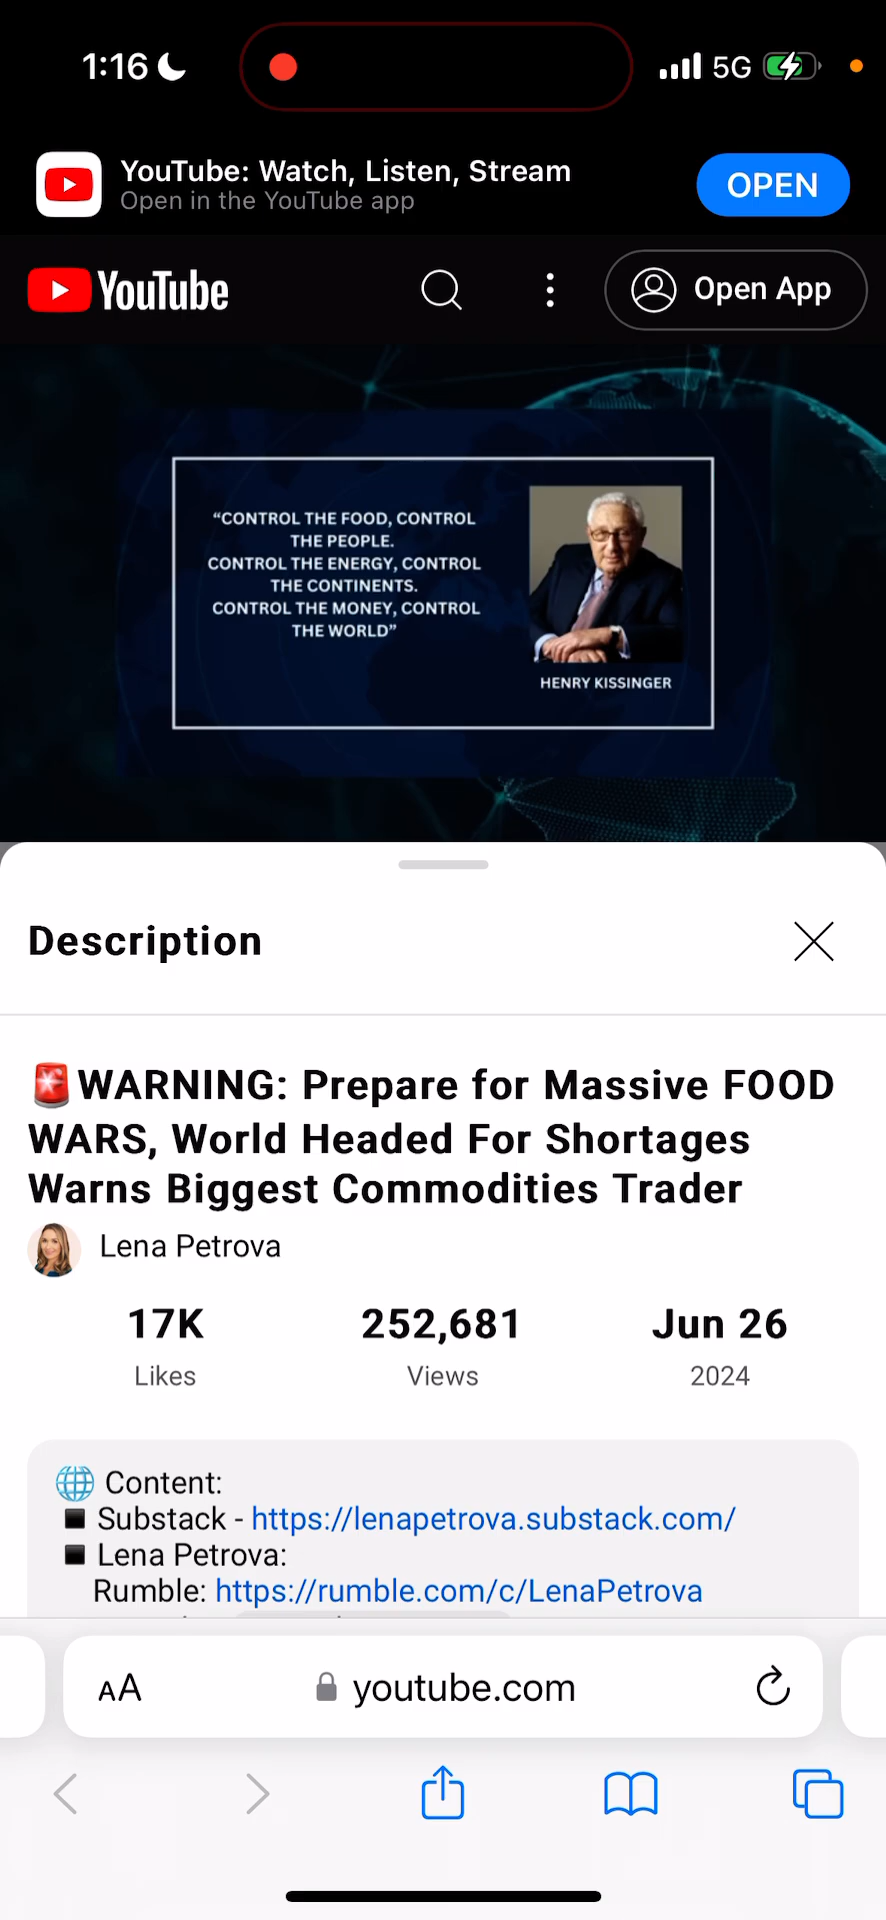 1:16
5G
YouTube: Watch, Listen, Stream
Open in the YouTube app
OPEN
YouTube
Open App
“CONTROL THE FOOD, CONTROL
THE PEOPLE.
CONTROL THE ENERGY, CONTROL
THE CONTINENTS.
CONTROL THE MONEY, CONTROL
THE WORLD”
HENRY KISSINGER
Description
🚨WARNING: Prepare for Massive FOOD
WARS, World Headed For Shortages
Warns Biggest Commodities Trader
Lena Petrova
17K
Likes
252,681
Views
Jun 26
2024
🌐 Content:
◾ Substack - https://lenapetrova.substack.com/
◾ Lena Petrova:
Rumble: https://rumble.com/c/LenaPetrova
AA
youtube.com